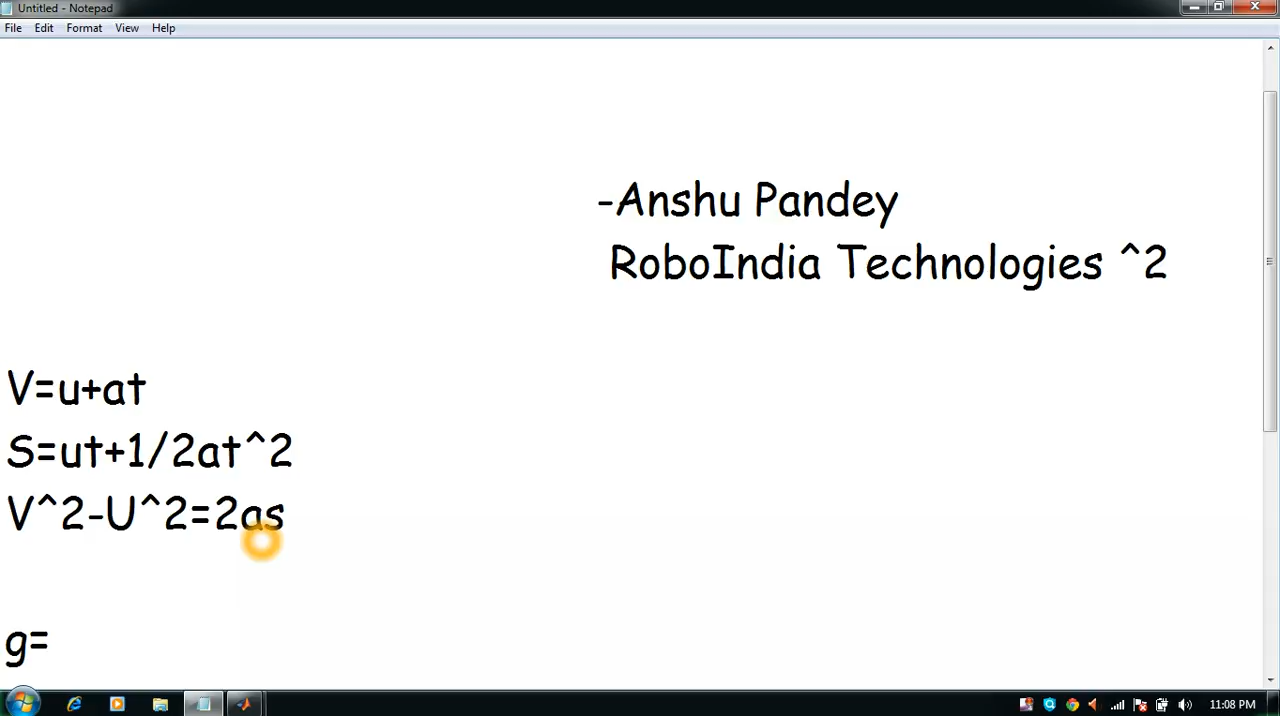 Untitled - Notepad
File Edit Format View Help
-Anshu Pandey
RoboIndia Technologies ^2
V=u+at
S=ut+1/2at^2
V^2-U^2=2as
g=
11:08 PM